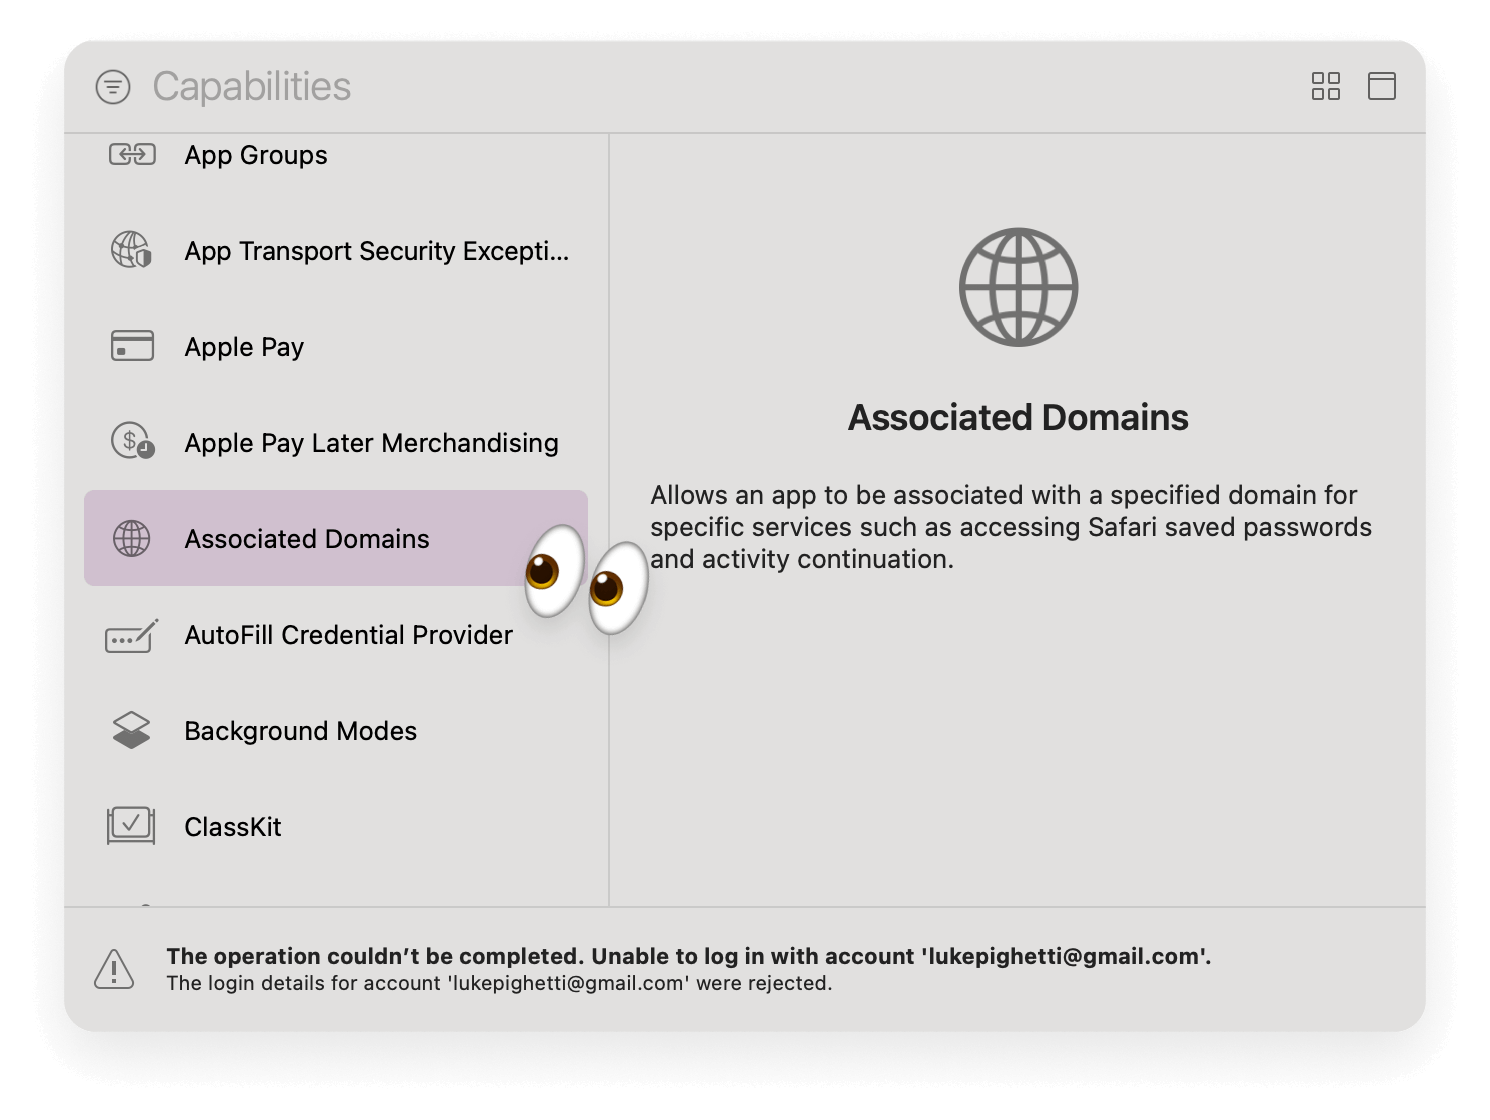 Capabilities
App Groups
App Transport Security Excepti...
Apple Pay
Apple Pay Later Merchandising
Associated Domains
AutoFill Credential Provider
Background Modes
ClassKit
Associated Domains
Allows an app to be associated with a specified domain for
specific services such as accessing Safari saved passwords
and activity continuation.
The operation couldn’t be completed. Unable to log in with account 'lukepighetti@gmail.com'.
The login details for account 'lukepighetti@gmail.com' were rejected.